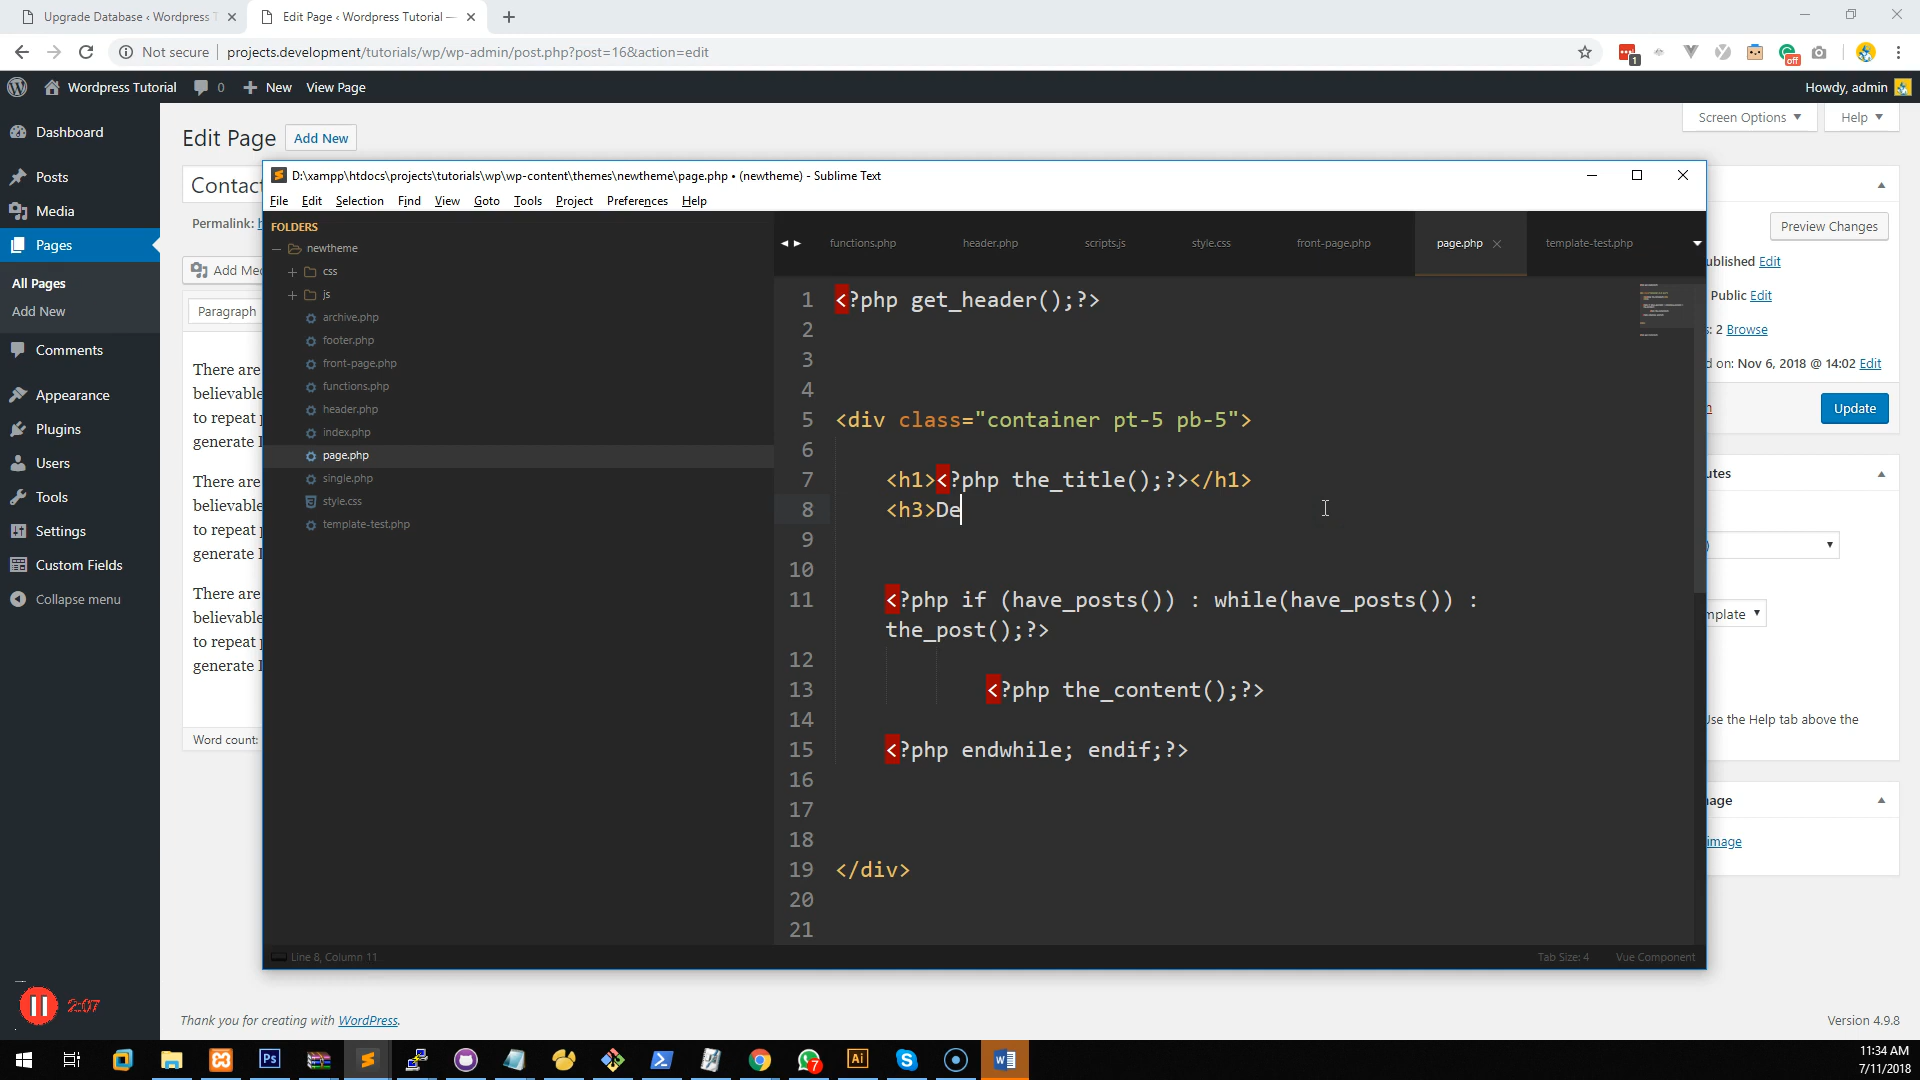 Upgrade Database ‹ Wordpress T
Edit Page ‹ Wordpress Tutorial —
Not secure
projects.development/tutorials/wp/wp-admin/post.php?post=16&action=edit
1
off
Wordpress Tutorial
0
New
View Page
Howdy, admin
Dashboard
Posts
Media
Pages
All Pages
Add New
Comments
Appearance
Plugins
Users
Tools
Settings
Custom Fields
Collapse menu
Edit Page
Add New
Screen Options
Help
Contac
Permalink: h
Add Me
Paragraph
There are
believable
to repeat p
generate I
There are
believable
to repeat p
generate I
There are
believable
to repeat p
generate I
Word count:
D:\xampp\htdocs\projects\tutorials\wp\wp-content\themes\newtheme\page.php • (newtheme) - Sublime Text
File Edit Selection Find View Goto Tools Project Preferences Help
FOLDERS
newtheme
css
js
archive.php
footer.php
front-page.php
functions.php
header.php
index.php
page.php
single.php
style.css
template-test.php
functions.php
header.php
scripts.js
style.css
front-page.php
page.php
template-test.php
1 <?php get_header();?>
2
3
4
5 <div class="container pt-5 pb-5">
6
7 <h1><?php the_title();?></h1>
8 <h3>De
9
10
11 <?php if (have_posts()) : while(have_posts()) :
the_post();?>
12
13 <?php the_content();?>
14
15 <?php endwhile; endif;?>
16
17
18
19 </div>
20
21
Line 8, Column 11
Tab Size: 4
Vue Component
Preview Changes
ublished Edit
Public Edit
s: 2 Browse
d on: Nov 6, 2018 @ 14:02 Edit
Update
utes
mplate
Use the Help tab above the
nage
image
2:07
Thank you for creating with WordPress.
Version 4.9.8
Ps
Ai
7
11:34 AM
7/11/2018